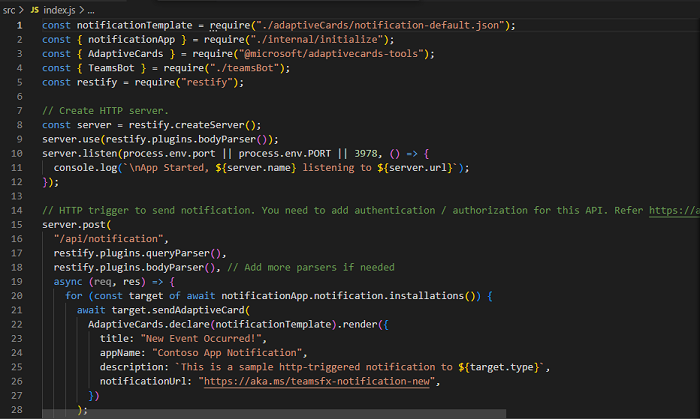 src > JS index.js > ...
1 const notificationTemplate = require("./adaptiveCards/notification-default.json");
2 const { notificationApp } = require("./internal/initialize");
3 const { AdaptiveCards } = require("@microsoft/adaptivecards-tools");
4 const { TeamsBot } = require("./teamsBot");
5 const restify = require("restify");
6
7 // Create HTTP server.
8 const server = restify.createServer();
9 server.use(restify.plugins.bodyParser());
10 server.listen(process.env.port || process.env.PORT || 3978, () => {
11 console.log(`\nApp Started, ${server.name} listening to ${server.url}`);
12 });
13
14 // HTTP trigger to send notification. You need to add authentication / authorization for this API. Refer https://a
15 server.post(
16 "/api/notification",
17 restify.plugins.queryParser(),
18 restify.plugins.bodyParser(), // Add more parsers if needed
19 async (req, res) => {
20 for (const target of await notificationApp.notification.installations()) {
21 await target.sendAdaptiveCard(
22 AdaptiveCards.declare(notificationTemplate).render({
23 title: "New Event Occurred!",
24 appName: "Contoso App Notification",
25 description: `This is a sample http-triggered notification to ${target.type}`,
26 notificationUrl: "https://aka.ms/teamsfx-notification-new",
27 })
28 );